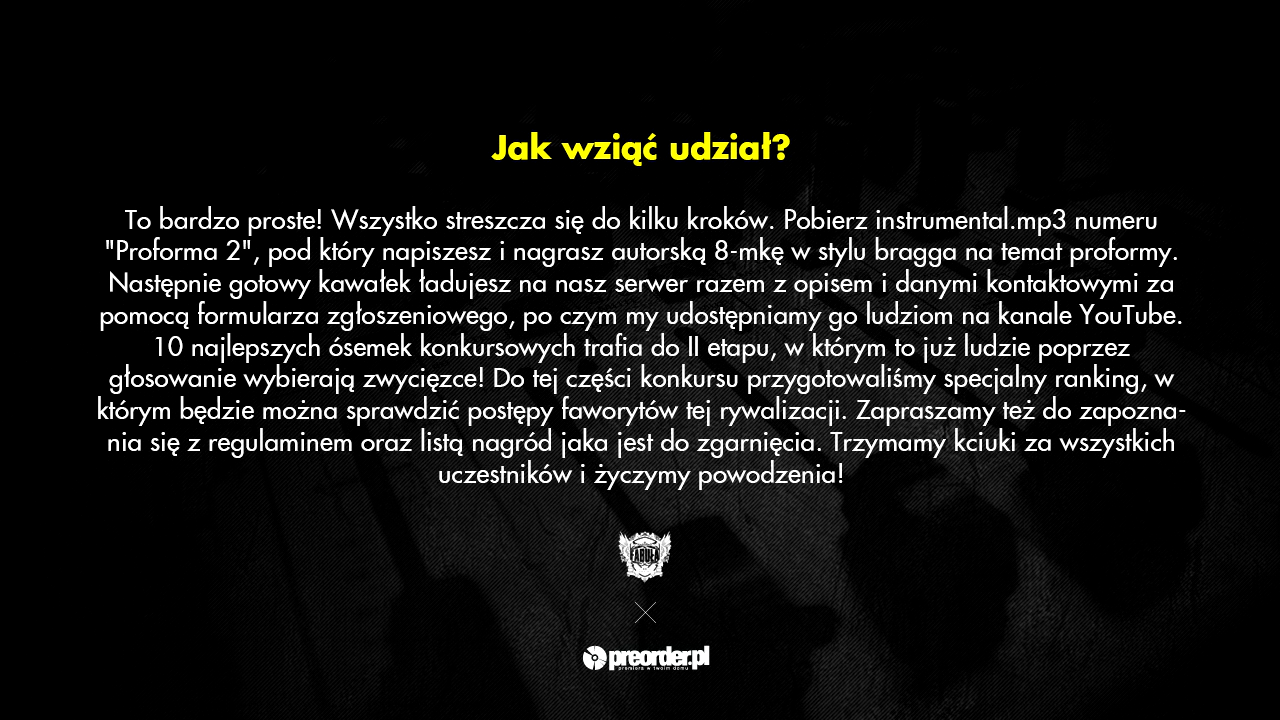 Jak wziąć udział?
To bardzo proste! Wszystko streszcza się do kilku kroków. Pobierz instrumental.mp3 numeru
"Proforma 2", pod który napiszesz i nagrasz autorską 8-mkę w stylu bragga na temat proformy.
Następnie gotowy kawałek ładujesz na nasz serwer razem z opisem i danymi kontaktowymi za
pomocą formularza zgłoszeniowego, po czym my udostępniamy go ludziom na kanale YouTube.
10 najlepszych ósemek konkursowych trafia do II etapu, w którym to już ludzie poprzez
głosowanie wybierają zwycięzce! Do tej części konkursu przygotowaliśmy specjalny ranking, w
którym będzie można sprawdzić postępy faworytów tej rywalizacji. Zapraszamy też do zapozna-
nia się z regulaminem oraz listą nagród jaka jest do zgarnięcia. Trzymamy kciuki za wszystkich
uczestników i życzymy powodzenia!
FABUŁA
preorder.pl
premiera w twoim domu